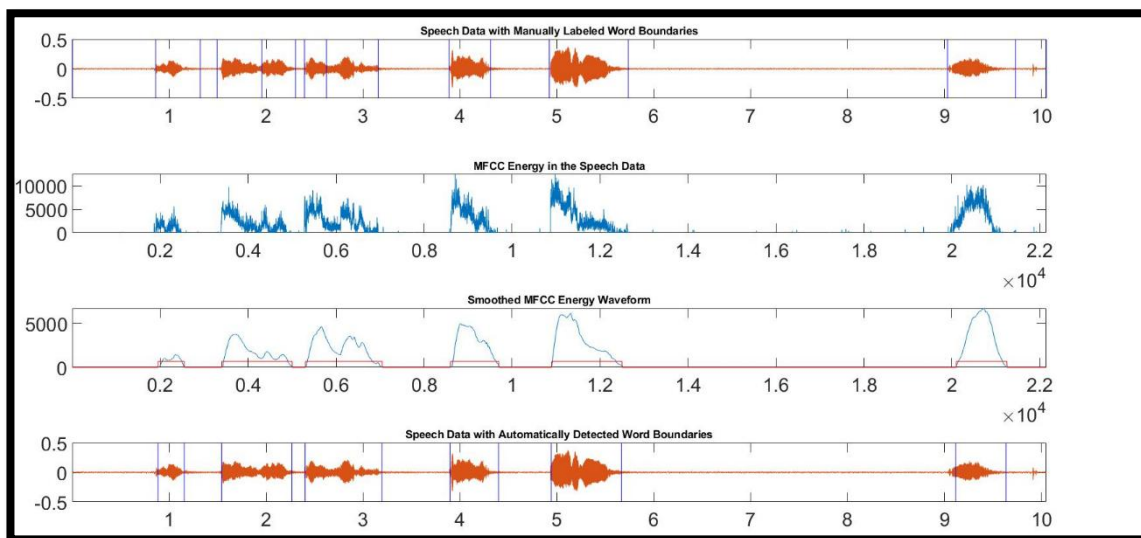 Speech Data with Manually Labeled Word Boundaries
0.5
0
-0.5
1 2 3 4 5 6 7 8 9 10
MFCC Energy in the Speech Data
10000
5000
0
0.2 0.4 0.6 0.8 1 1.2 1.4 1.6 1.8 2 2.2
×10^4
Smoothed MFCC Energy Waveform
5000
0
0.2 0.4 0.6 0.8 1 1.2 1.4 1.6 1.8 2 2.2
×10^4
Speech Data with Automatically Detected Word Boundaries
0.5
0
-0.5
1 2 3 4 5 6 7 8 9 10